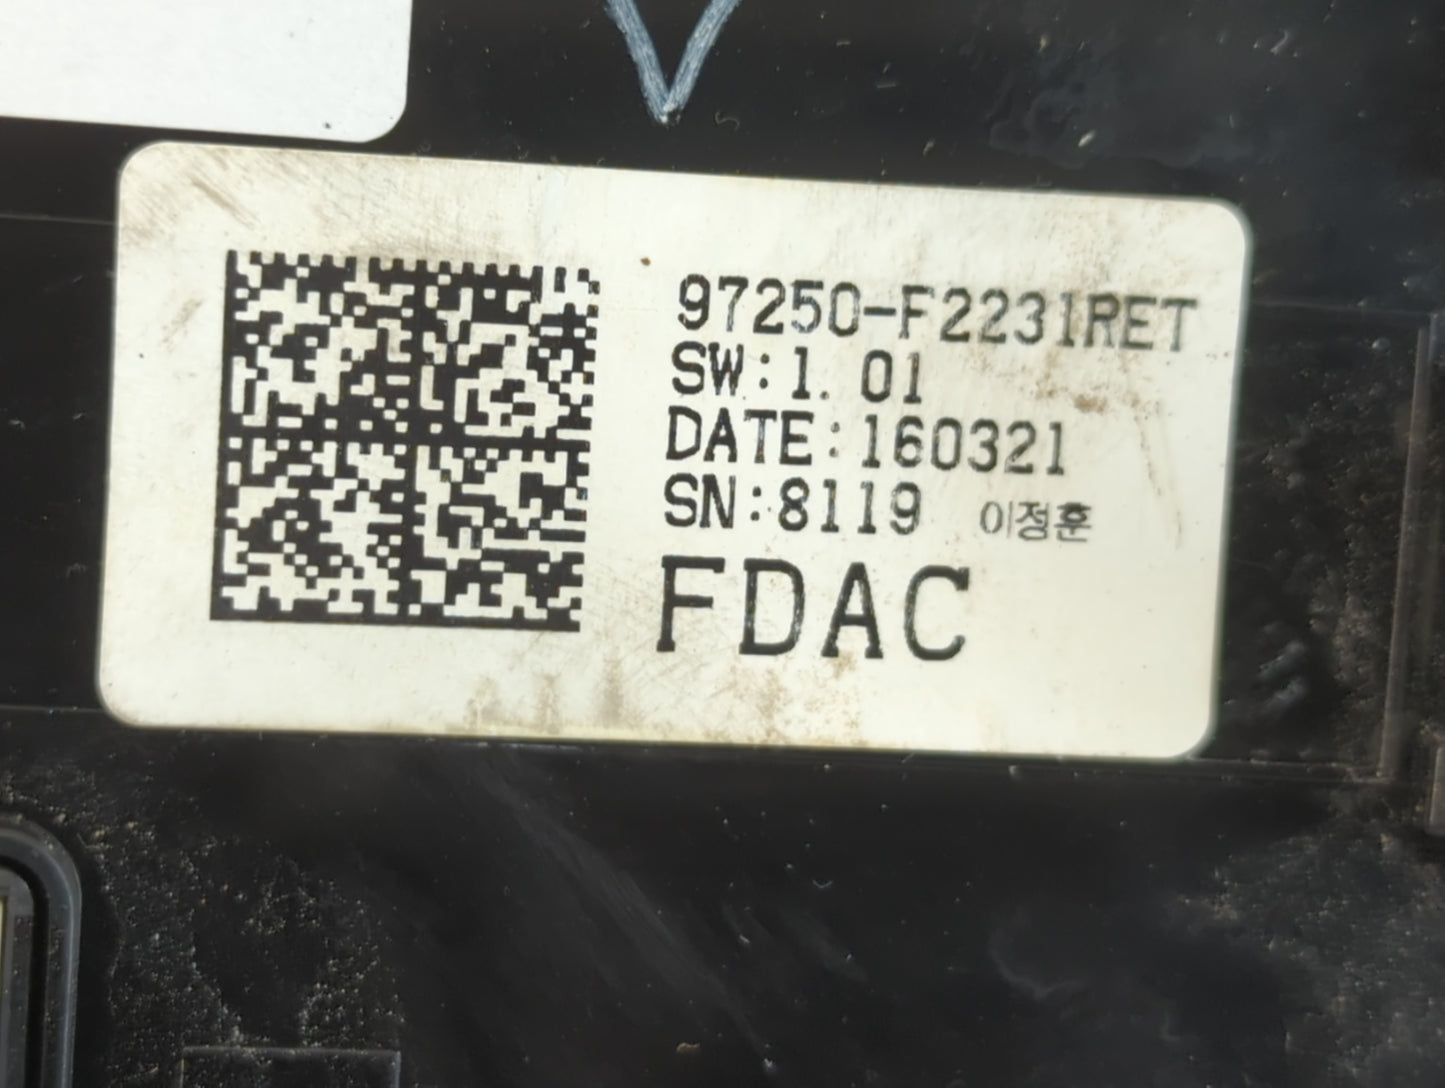 97250-F2231RET
SW:1.01
DATE:160321
SN:8119 이정훈
FDAC